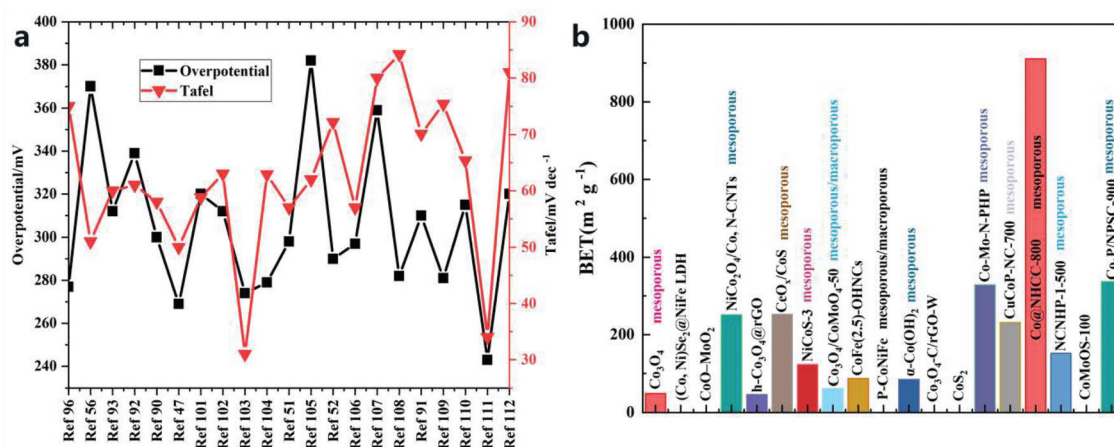 a
400
380
360
340
320
300
280
260
240
Overpotential/mV
Overpotential
Tafel
90
80
70
60
50
40
30
Tafel/mV dec⁻¹
Ref 96
Ref 56
Ref 93
Ref 92
Ref 90
Ref 47
Ref 101
Ref 102
Ref 103
Ref 104
Ref 51
Ref 105
Ref 52
Ref 106
Ref 107
Ref 108
Ref 91
Ref 109
Ref 110
Ref 111
Ref 112
b
1000
800
600
400
200
0
BET(m² g⁻¹)
Co₃O₄ mesoporous
(Co, Ni)Se₂@NiFe LDH
CoO–MoO₂
NiCo₂O₄/Co, N-CNTs mesoporous
h-Co₃O₄@rGO
CeOₓ/CoS mesoporous
NiCoS-3 mesoporous
Co₃O₄/CoMoO₄-50 mesoporous/macroporous
CoFe(2.5)-OHNCs
P-CoNiFe mesoporous/macroporous
α-Co(OH)₂ mesoporous
Co₃O₄-C/rGO-W
CoS₂
Co-Mo-N-PHP mesoporous
CuCoP-NC-700 mesoporous
Co@NHCC-800 mesoporous
NCNHP-1-500 mesoporous
CoMoOS-100
Co₂P/NPSC-900 mesoporous